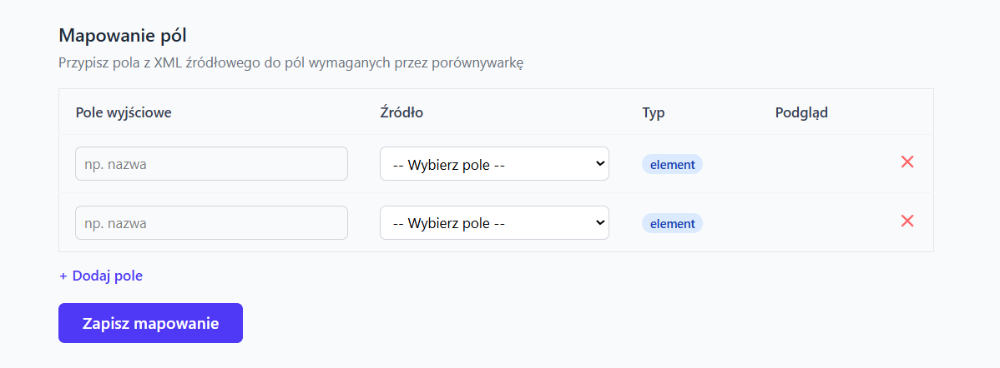 Mapowanie pól
Przypisz pola z XML źródłowego do pól wymaganych przez porównywarkę
Pole wyjściowe Źródło Typ Podgląd
np. nazwa -- Wybierz pole -- element
np. nazwa -- Wybierz pole -- element
+ Dodaj pole
Zapisz mapowanie